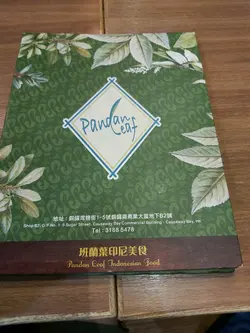 Pandan
Leaf
地址：銅鑼灣糖街1-5號銅鑼灣商業大廈地下B2號
Shop B2,G/F No. 1-5 Sugar Street, Causeway Bay Commercial Building, Causeway Bay, HK
Tel : 3188 5478
班蘭葉印尼美食
Pandan Leaf Indonesian Food